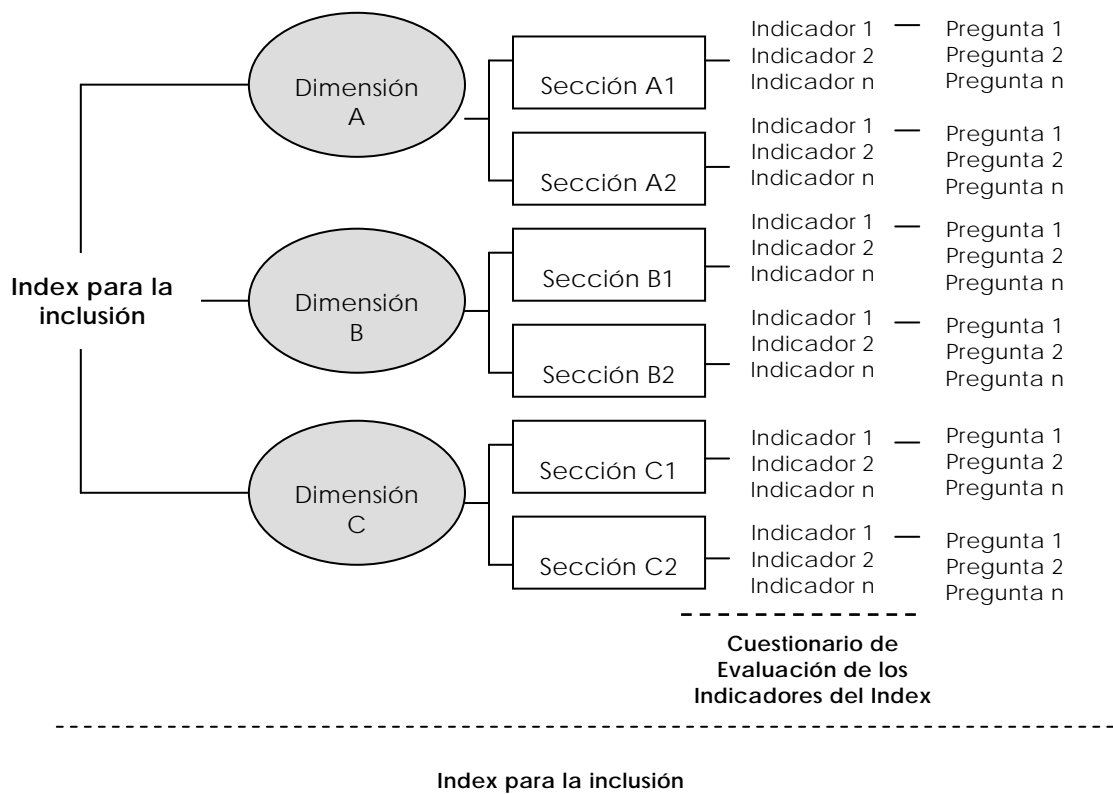 Indicador 1
Indicador 2
Indicador n
Pregunta 1
Pregunta 2
Pregunta n
Dimensión
A
Sección A1
Indicador 1
Indicador 2
Indicador n
Pregunta 1
Pregunta 2
Pregunta n
Sección A2
Index para la
inclusión
Dimensión
B
Sección B1
Indicador 1
Indicador 2
Indicador n
Pregunta 1
Pregunta 2
Pregunta n
Sección B2
Indicador 1
Indicador 2
Indicador n
Pregunta 1
Pregunta 2
Pregunta n
Dimensión
C
Sección C1
Indicador 1
Indicador 2
Indicador n
Pregunta 1
Pregunta 2
Pregunta n
Sección C2
Indicador 1
Indicador 2
Indicador n
Pregunta 1
Pregunta 2
Pregunta n
Cuestionario de
Evaluación de los
Indicadores del Index
Index para la inclusión